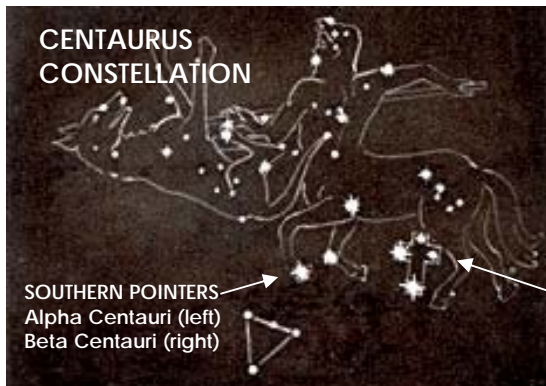 CENTAURUS
CONSTELLATION
SOUTHERN POINTERS
Alpha Centauri (left)
Beta Centauri (right)